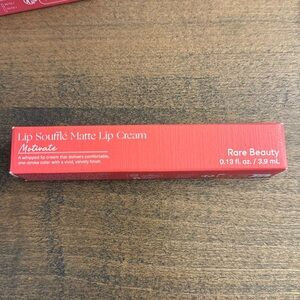 Lip Souffle Matte Lip Cream
Motivate
A whipped lip cream that delivers comfortable,
one-stroke color with a vivid, velvety finish.
Rare Beauty
0.13 fl. oz. / 3.9 mL